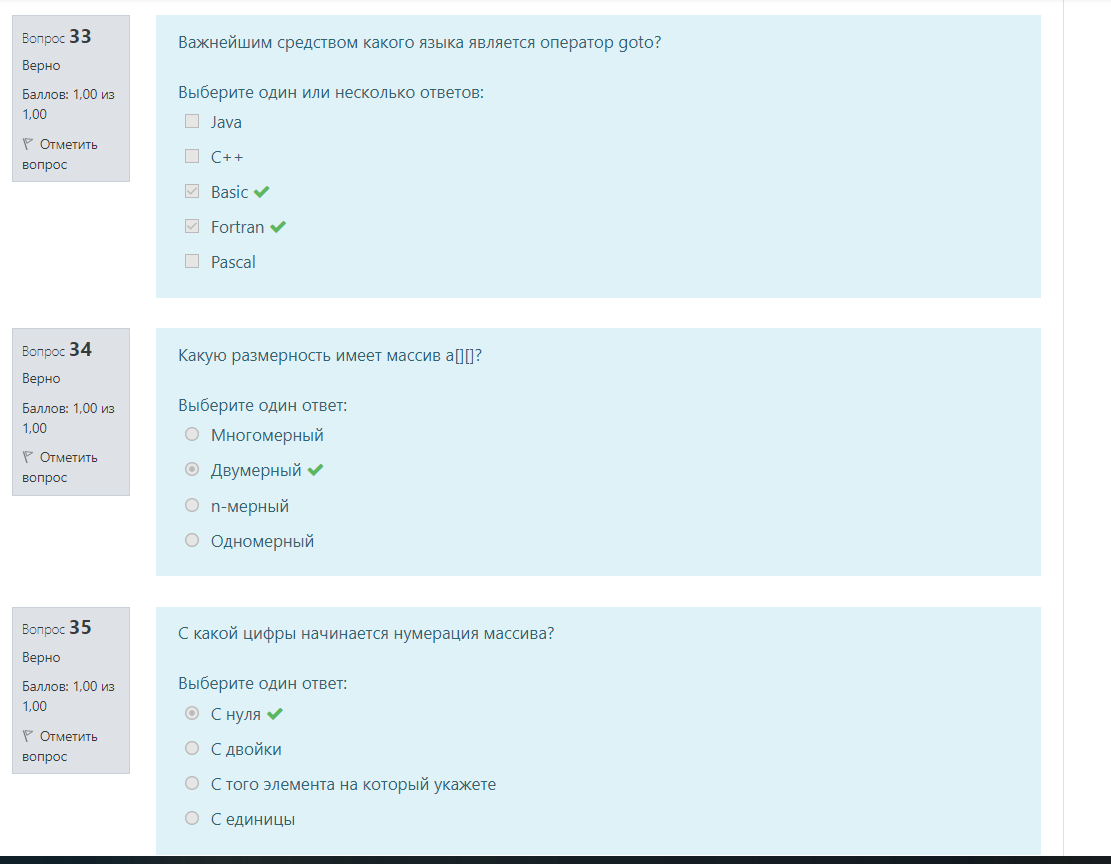 Вопрос 33
Верно
Баллов: 1,00 из
1,00
Отметить
вопрос
Важнейшим средством какого языка является оператор goto?
Выберите один или несколько ответов:
Java
C++
Basic
Fortran
Pascal
Вопрос 34
Верно
Баллов: 1,00 из
1,00
Отметить
вопрос
Какую размерность имеет массив a[][]?
Выберите один ответ:
Многомерный
Двумерный
n-мерный
Одномерный
Вопрос 35
Верно
Баллов: 1,00 из
1,00
Отметить
вопрос
С какой цифры начинается нумерация массива?
Выберите один ответ:
С нуля
С двойки
С того элемента на который укажете
С единицы